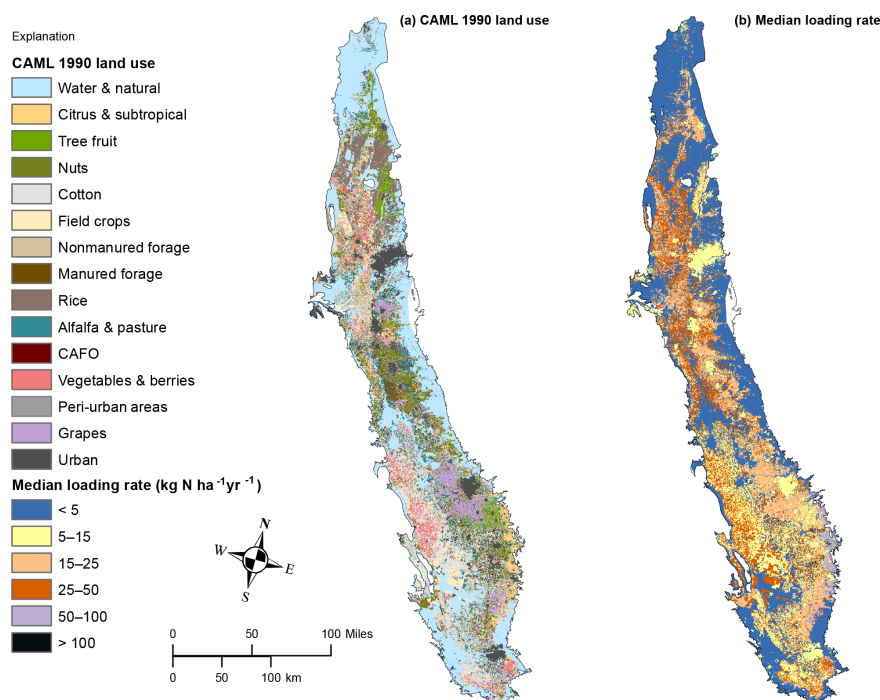 (a) CAML 1990 land use
(b) Median loading rate
Explanation
CAML 1990 land use
Water & natural
Citrus & subtropical
Tree fruit
Nuts
Cotton
Field crops
Nonmanured forage
Manured forage
Rice
Alfalfa & pasture
CAFO
Vegetables & berries
Peri-urban areas
Grapes
Urban
Median loading rate (kg N ha⁻¹yr ⁻¹)
< 5
5–15
15–25
25–50
50–100
> 100
N
W
E
S
0 50 100 Miles
0 50 100 km